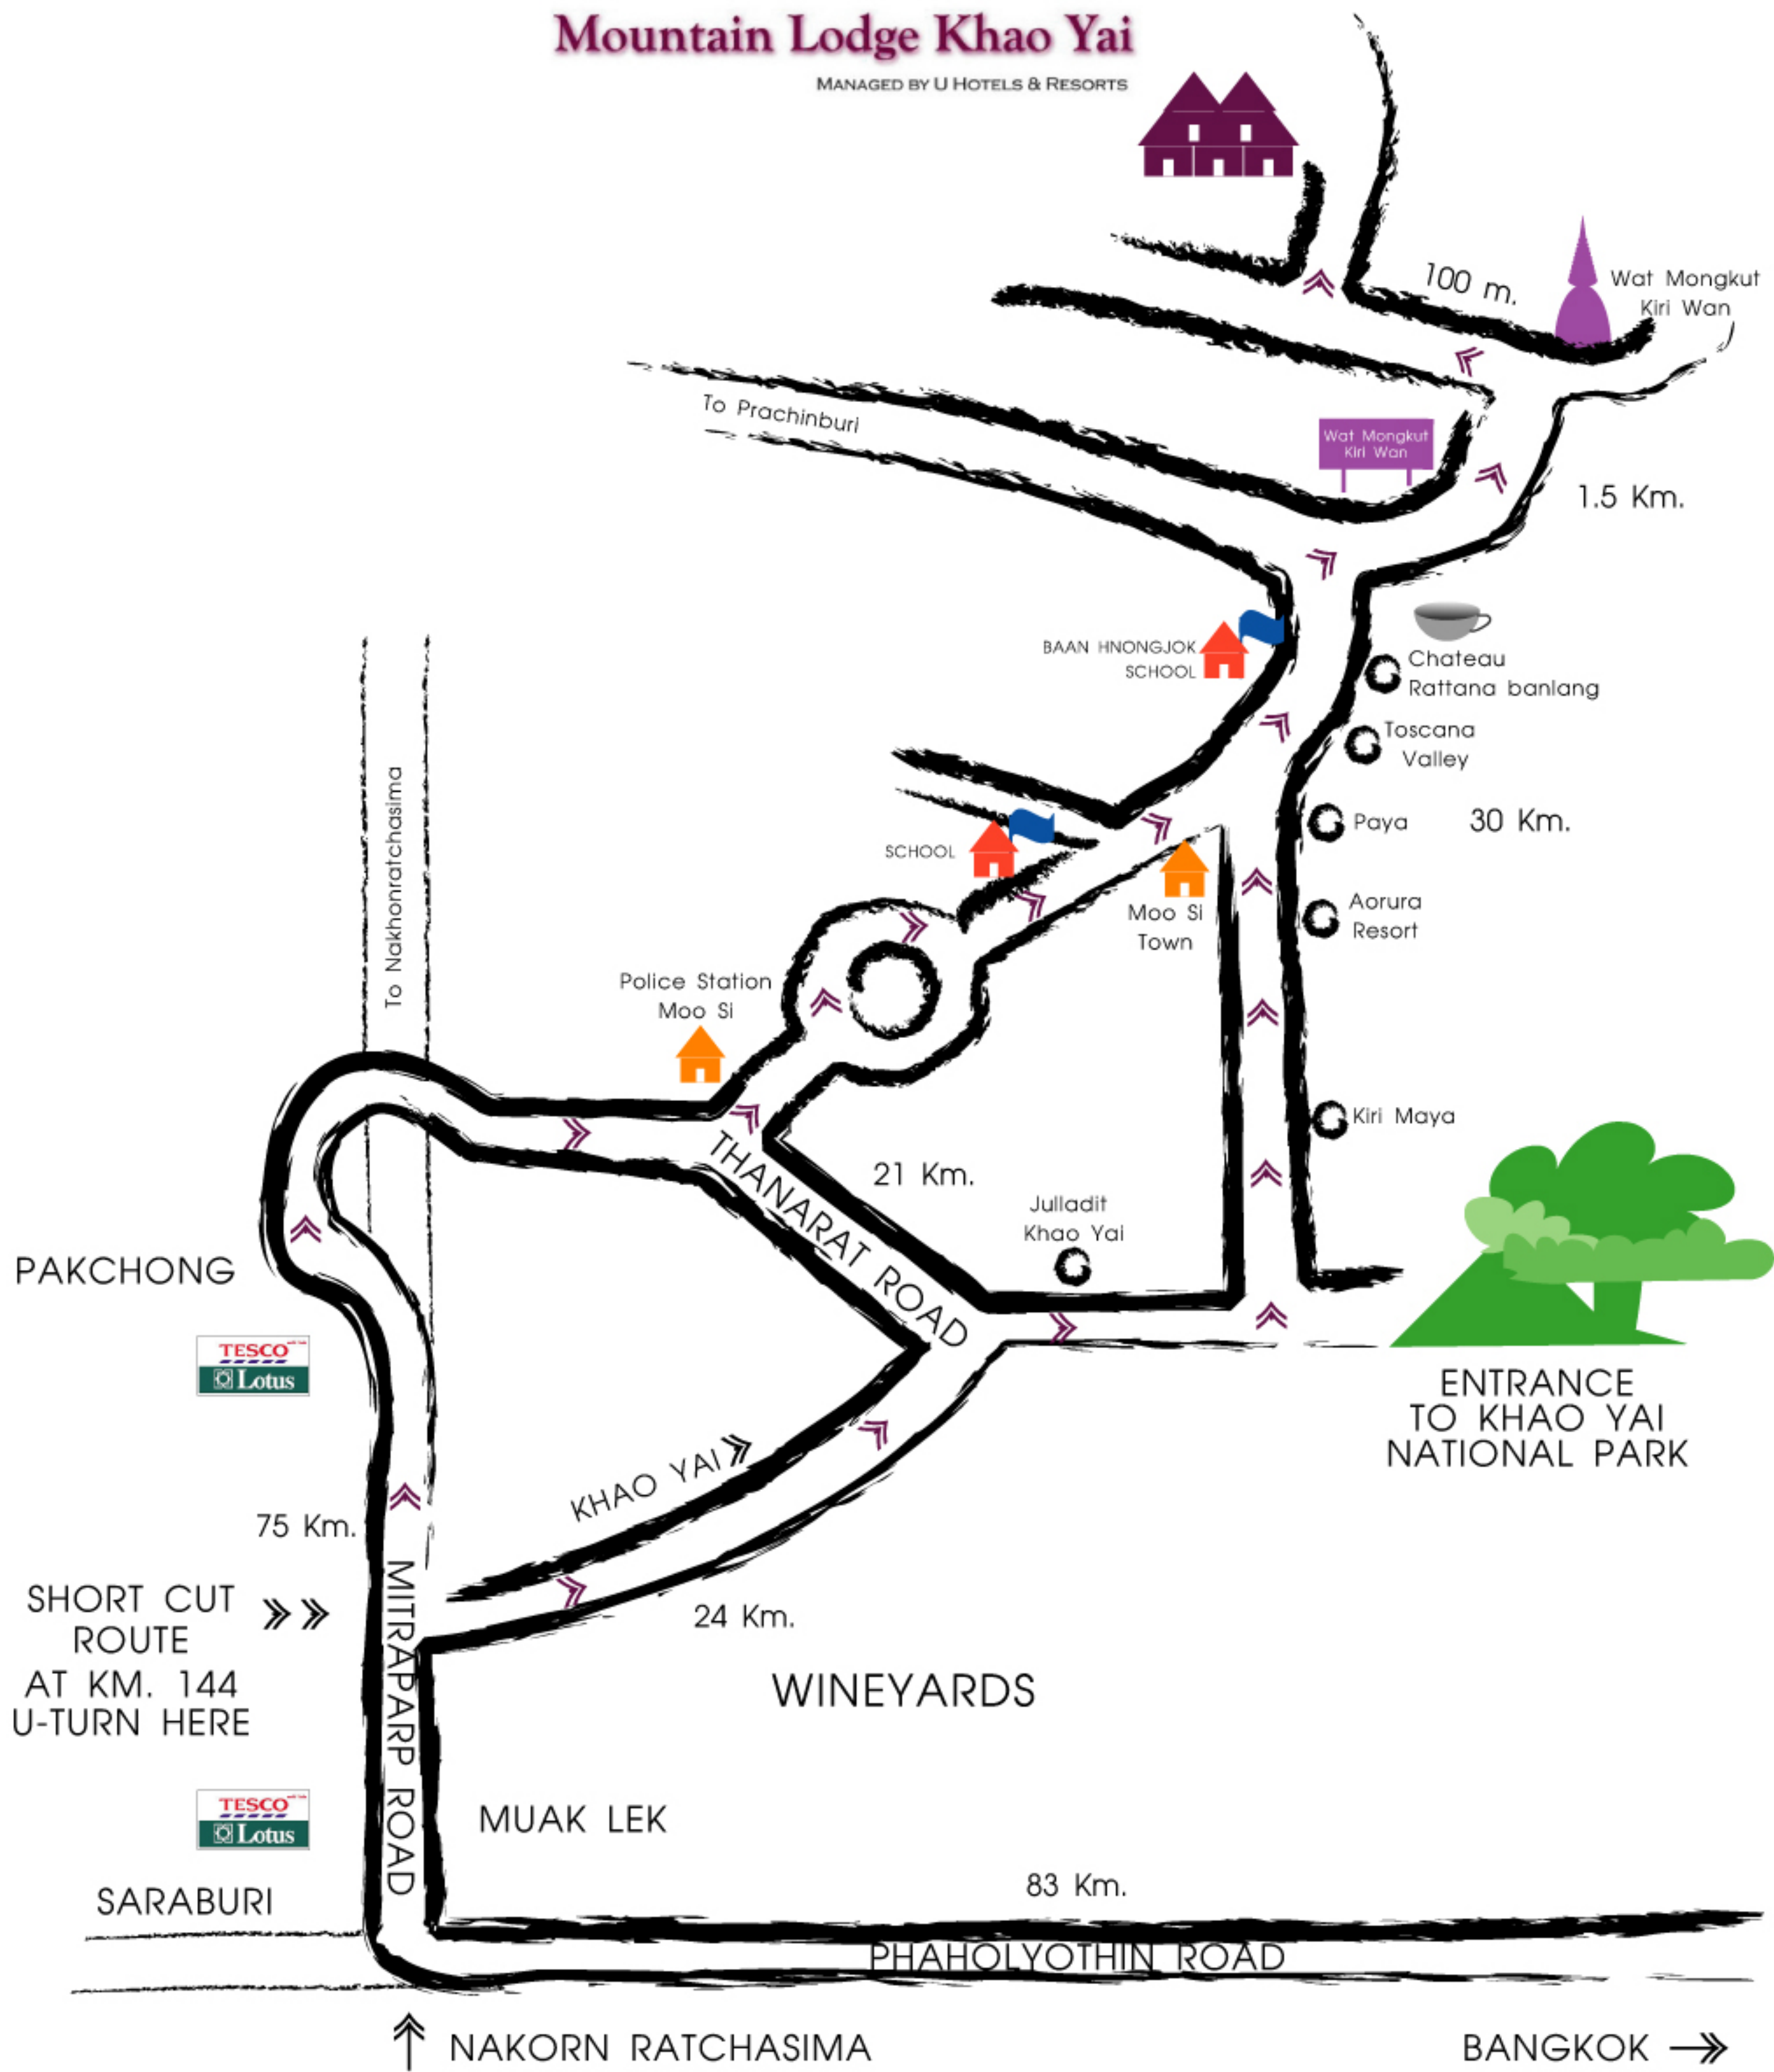 Mountain Lodge Khao Yai
MANAGED BY U HOTELS & RESORTS
100 m.
Wat Mongkut
Kiri Wan
To Prachinburi
Wat Mongkut
Kiri Wan
1.5 Km.
BAAN HNONGJOK
SCHOOL
Chateau
Rattana banlang
Toscana
Valley
Paya
30 Km.
To Nakhonratchasima
SCHOOL
Aorura
Resort
Moo Si
Town
Police Station
Moo Si
Kiri Maya
THANARAT ROAD
21 Km.
Julladit
Khao Yai
PAKCHONG
TESCO
Lotus
ENTRANCE
TO KHAO YAI
NATIONAL PARK
KHAO YAI
75 Km.
SHORT CUT
ROUTE
AT KM. 144
U-TURN HERE
MITRAPARP ROAD
24 Km.
WINEYARDS
TESCO
Lotus
MUAK LEK
SARABURI
83 Km.
PHAHOLYOTHIN ROAD
NAKORN RATCHASIMA
BANGKOK